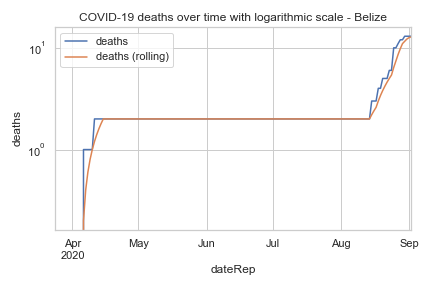 COVID-19 deaths over time with logarithmic scale - Belize
deaths
deaths (rolling)
10¹
10⁰
deaths
Apr
2020
May
Jun
Jul
Aug
Sep
dateRep